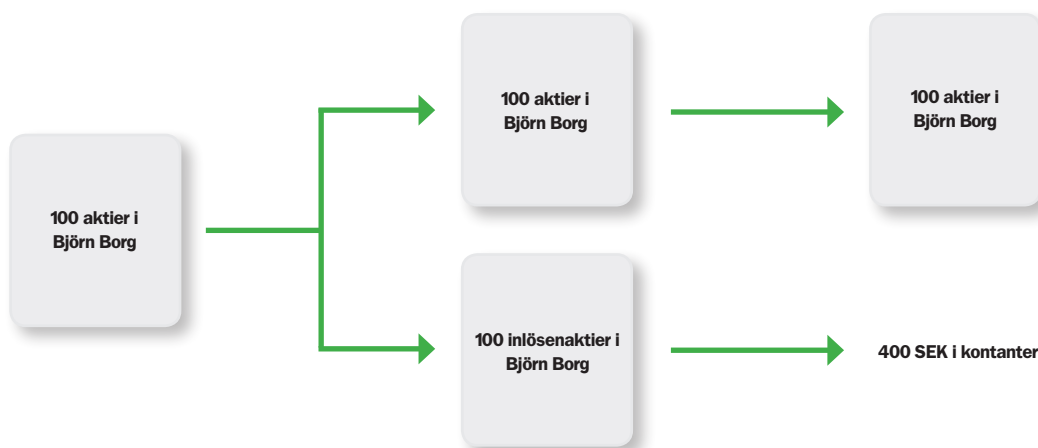 100 aktier i
Björn Borg
100 aktier i
Björn Borg
100 aktier i
Björn Borg
100 inlösenaktier i
Björn Borg
400 SEK i kontanter